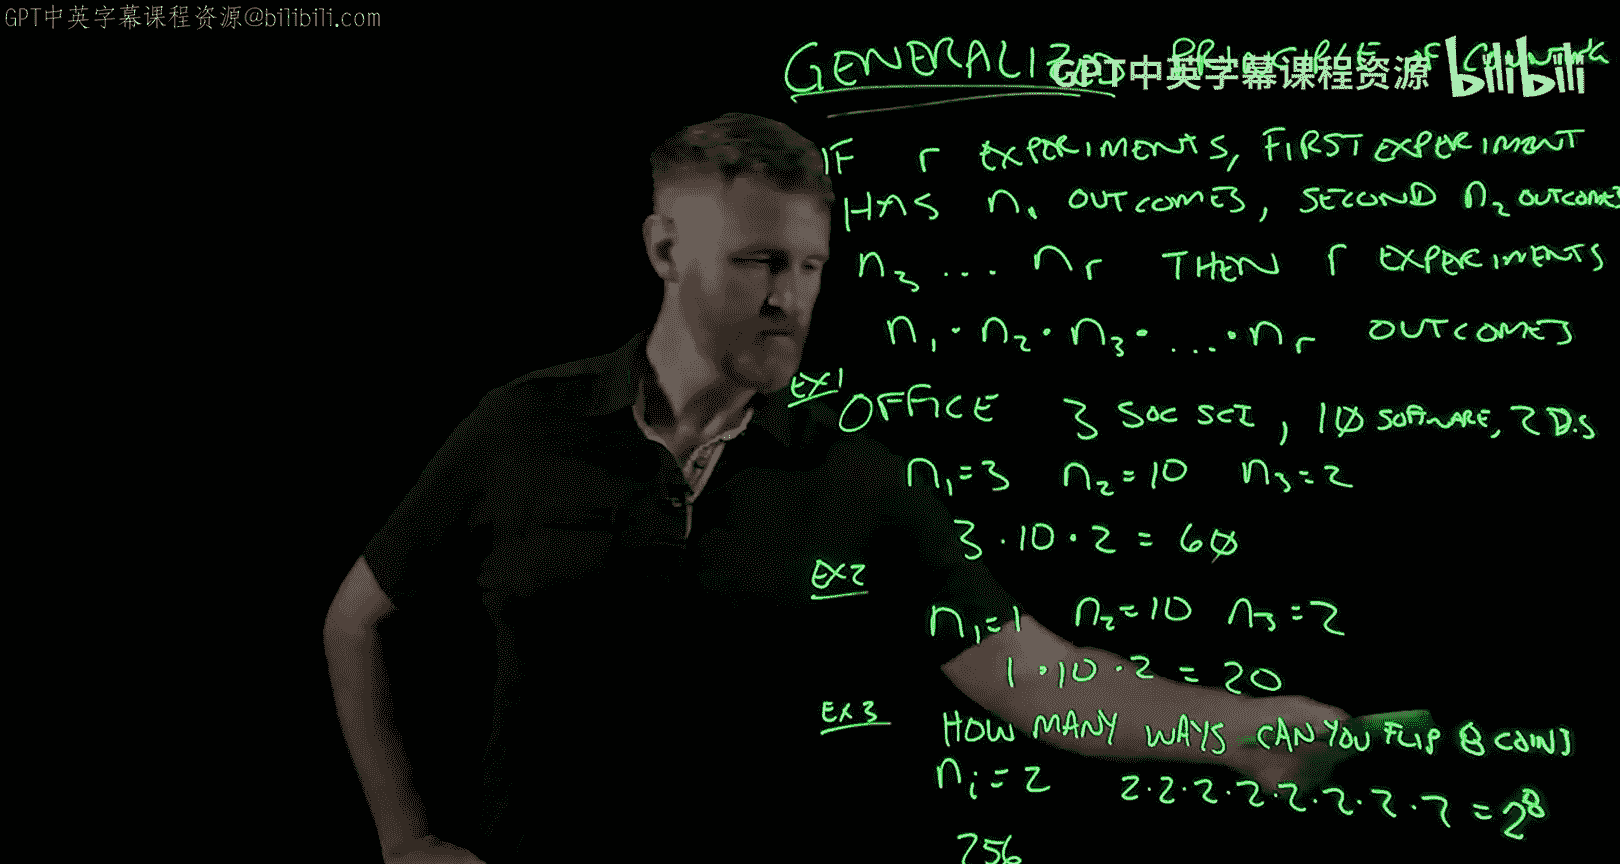 GPT中英字幕课程资源@bilibili.com
GENERALIZED PRINCIPLE of
GPT中英字幕课程资源 bilibili
IF r EXPERIMENTS, FIRST EXPERIMENT
HAS n₁ OUTCOMES, SECOND n₂ OUTCOMES
n₃ ... nᵣ THEN r EXPERIMENTS
n₁ · n₂ · n₃ · ... · nᵣ OUTCOMES
EX1
OFFICE 3 SOC SCI, 10 SOFTWARE, 2 D.S
n₁=3 n₂=10 n₃=2
3 · 10 · 2 = 60
EX2
n₁=1 n₂=10 n₃=2
1 · 10 · 2 = 20
EX3
HOW MANY WAYS CAN YOU FLIP 8 COINS
nᵢ=2 2·2·2·2·2·2·2·2 = 2⁸
256